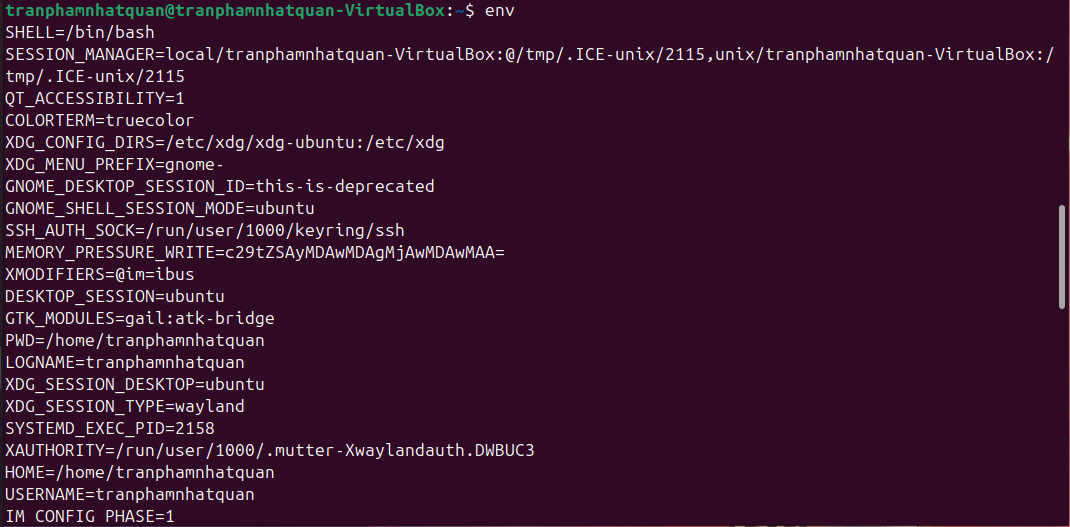 tranphamnhatquan@tranphamnhatquan-VirtualBox:~$ env
SHELL=/bin/bash
SESSION_MANAGER=local/tranphamnhatquan-VirtualBox:@/tmp/.ICE-unix/2115,unix/tranphamnhatquan-VirtualBox:/
tmp/.ICE-unix/2115
QT_ACCESSIBILITY=1
COLORTERM=truecolor
XDG_CONFIG_DIRS=/etc/xdg/xdg-ubuntu:/etc/xdg
XDG_MENU_PREFIX=gnome-
GNOME_DESKTOP_SESSION_ID=this-is-deprecated
GNOME_SHELL_SESSION_MODE=ubuntu
SSH_AUTH_SOCK=/run/user/1000/keyring/ssh
MEMORY_PRESSURE_WRITE=c29tZSAyMDAwMDAgMjAwMDAwMAA=
XMODIFIERS=@im=ibus
DESKTOP_SESSION=ubuntu
GTK_MODULES=gail:atk-bridge
PWD=/home/tranphamnhatquan
LOGNAME=tranphamnhatquan
XDG_SESSION_DESKTOP=ubuntu
XDG_SESSION_TYPE=wayland
SYSTEMD_EXEC_PID=2158
XAUTHORITY=/run/user/1000/.mutter-Xwaylandauth.DWBUC3
HOME=/home/tranphamnhatquan
USERNAME=tranphamnhatquan
IM_CONFIG_PHASE=1